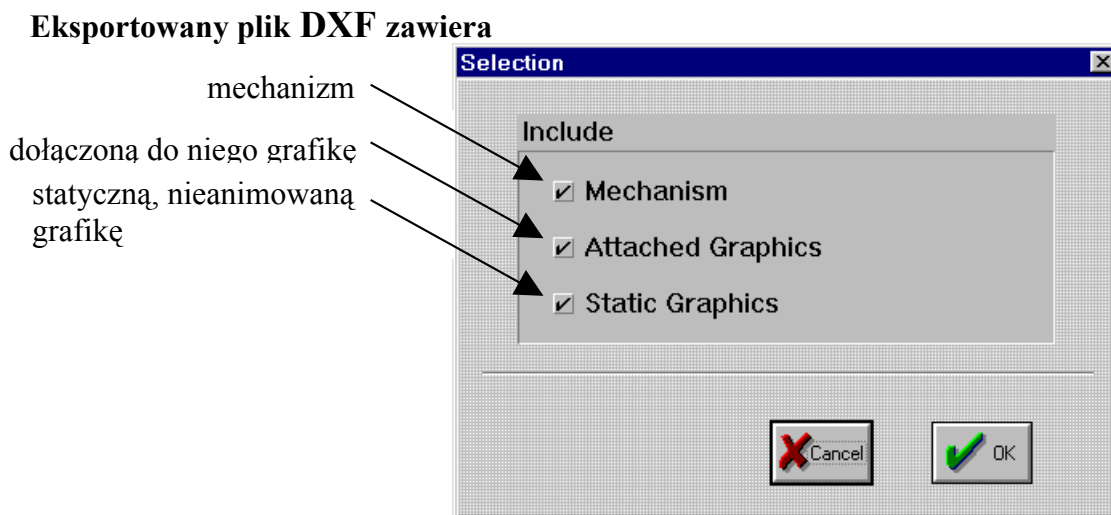 Eksportowany plik DXF zawiera
mechanizm
dołączoną do niego grafikę
statyczną, nieanimowaną
grafikę
Selection
Include
Mechanism
Attached Graphics
Static Graphics
Cancel
OK